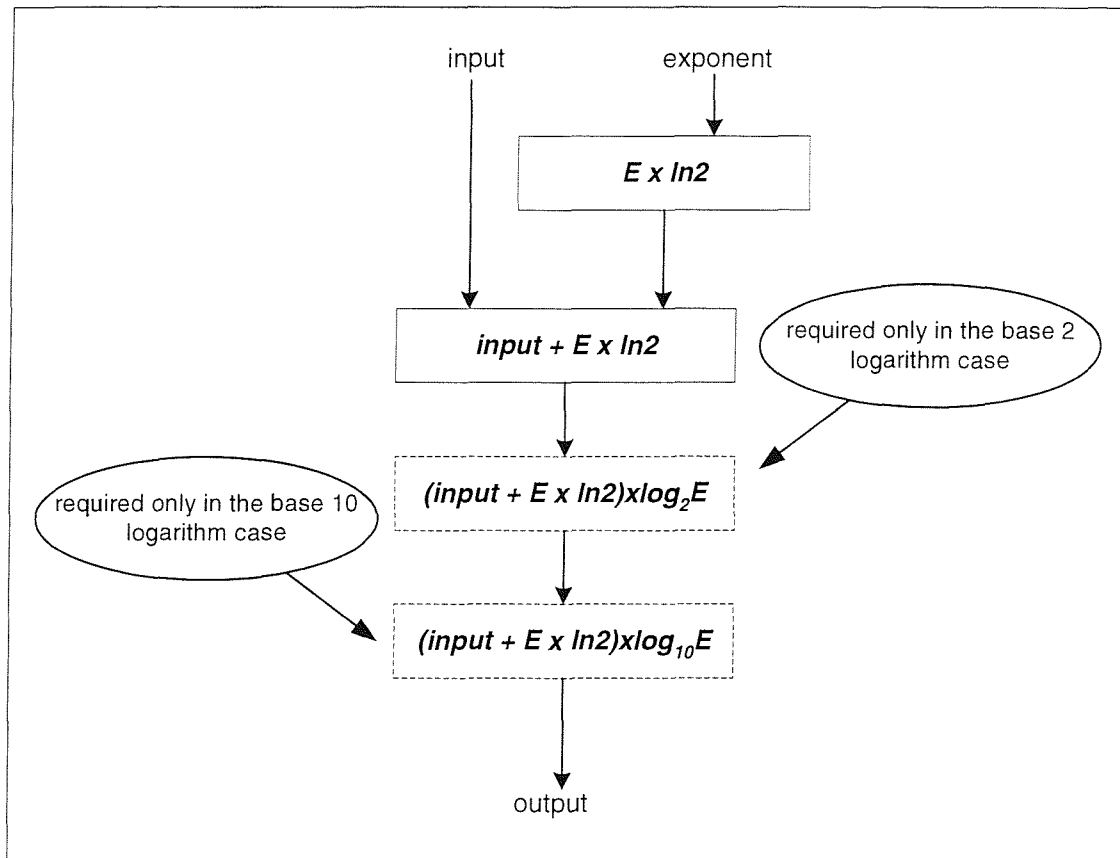 input
exponent
E x ln2
input + E x ln2
required only in the base 2
logarithm case
(input + E x ln2)xlog₂E
required only in the base 10
logarithm case
(input + E x ln2)xlog₁₀E
output